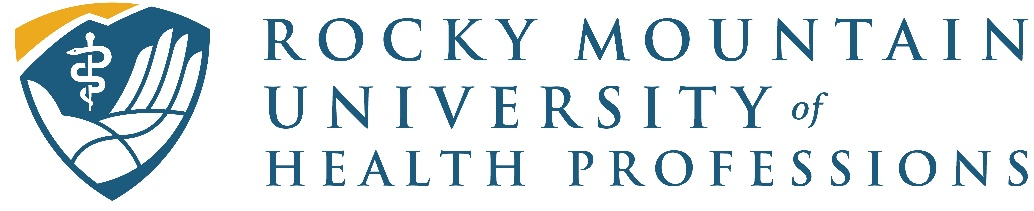 ROCKY MOUNTAIN
UNIVERSITY of
HEALTH PROFESSIONS